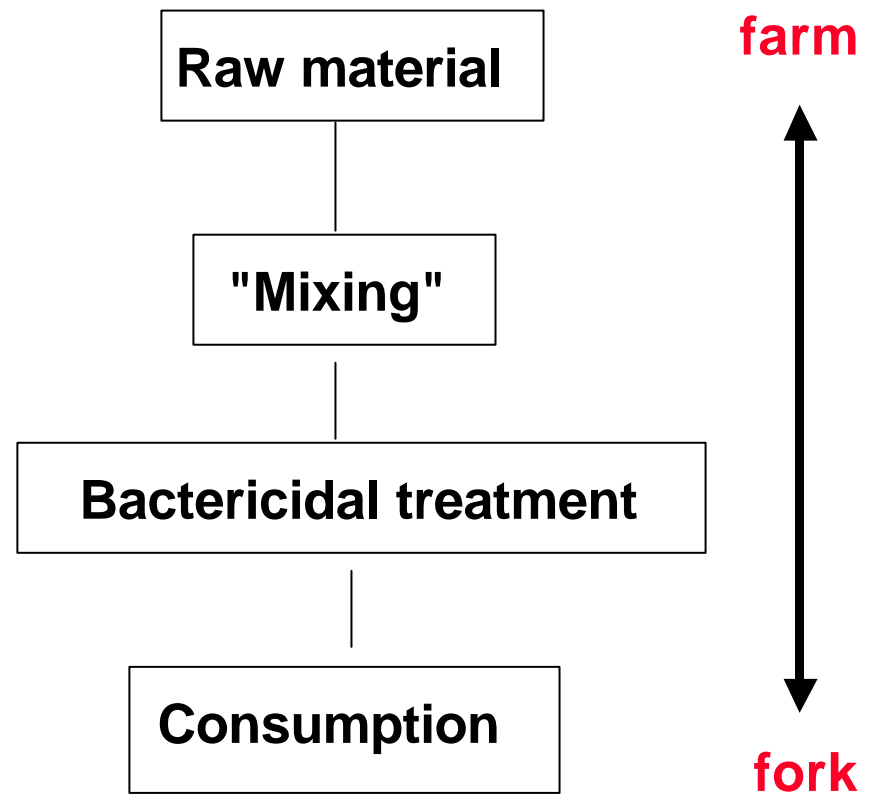 farm
Raw material
"Mixing"
Bactericidal treatment
Consumption
fork